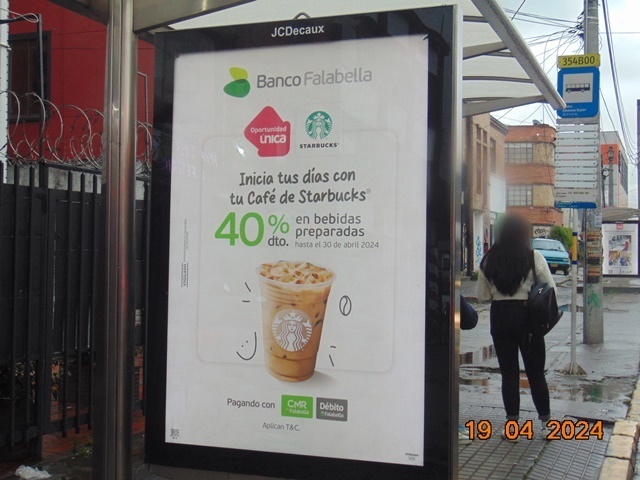 JCDecaux
Banco Falabella
Oportunidad
única
STARBUCKS®
Inicia tus días con
tu Café de Starbucks®
40% dto. en bebidas
preparadas
hasta el 30 de abril 2024
Pagando con CMR Falabella Débito Falabella
Aplican T&C.
354B00
19 04 2024